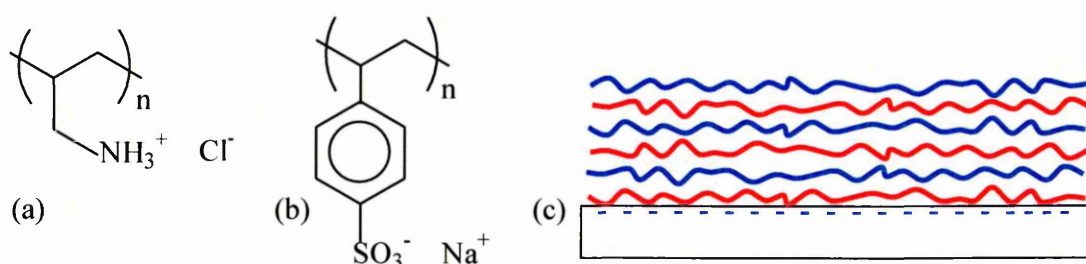 n
NH₃⁺ Cl⁻
(a)
n
SO₃⁻ Na⁺
(b)
(c)